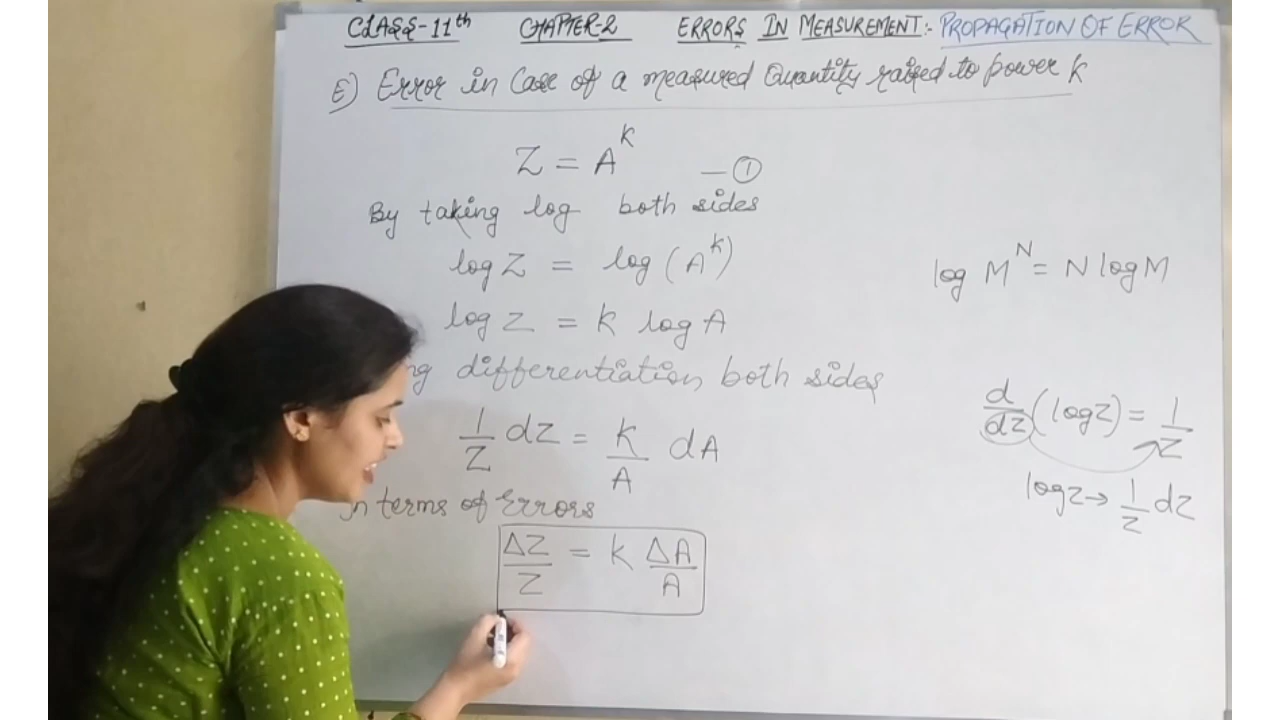 CLASS-11th CHAPTER-2 ERRORS IN MEASUREMENT:- PROPAGATION OF ERROR
E) Error in Case of a measured Quantity raised to power k
Z = A^k —①
By taking log both sides
log Z = log (A^k)
log Z = k log A
ng differentiation both sides
1/Z dZ = k/A dA
In terms of Errors
ΔZ/Z = k ΔA/A
log M^N = N log M
d/dz (log z) = 1/z
log z → 1/z dz